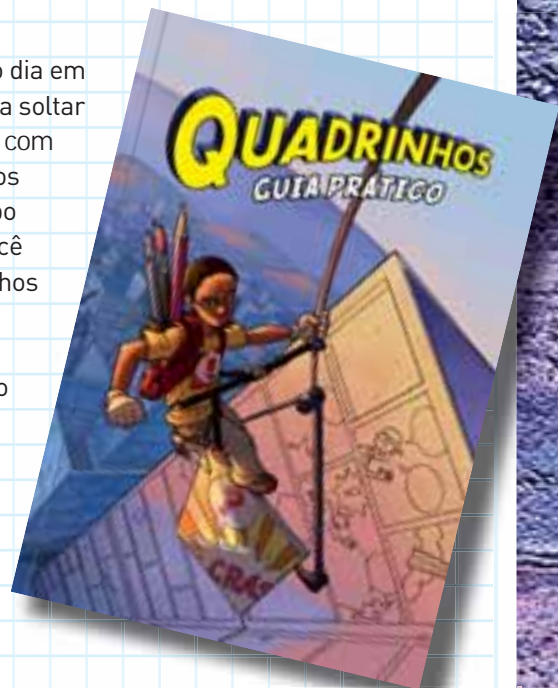 o dia em
a soltar
com
os
po
cê
hos
o
QUADRINHOS
GUIA PRÁTICO
CRAS